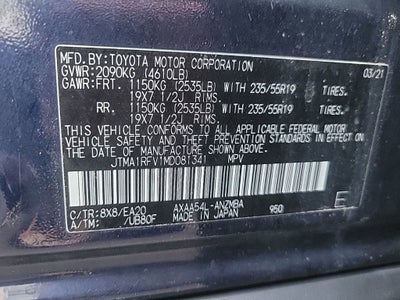 MFD.BY:TOYOTA MOTOR CORPORATION 03/21
GVWR:2090KG (4610LB)
GAWR:FRT. 1150KG (2535LB) WITH 235/55R19 TIRES.
19X7 1/2J RIMS.
RR. 1150KG (2535LB) WITH 235/55R19 TIRES.
19X7 1/2J RIMS.
THIS VEHICLE CONFORMS TO ALL APPLICABLE FEDERAL MOTOR
VEHICLE SAFETY AND THEFT PREVENTION STANDARDS IN EFFECT
ON THE DATE OF MANUFACTURE SHOWN ABOVE.
JTMA1RFV1MD081341 MPV
C/TR:8X8/EA20 AXAA54L-ANZMBA 950 E
A/TM: /UB80F MADE IN JAPAN